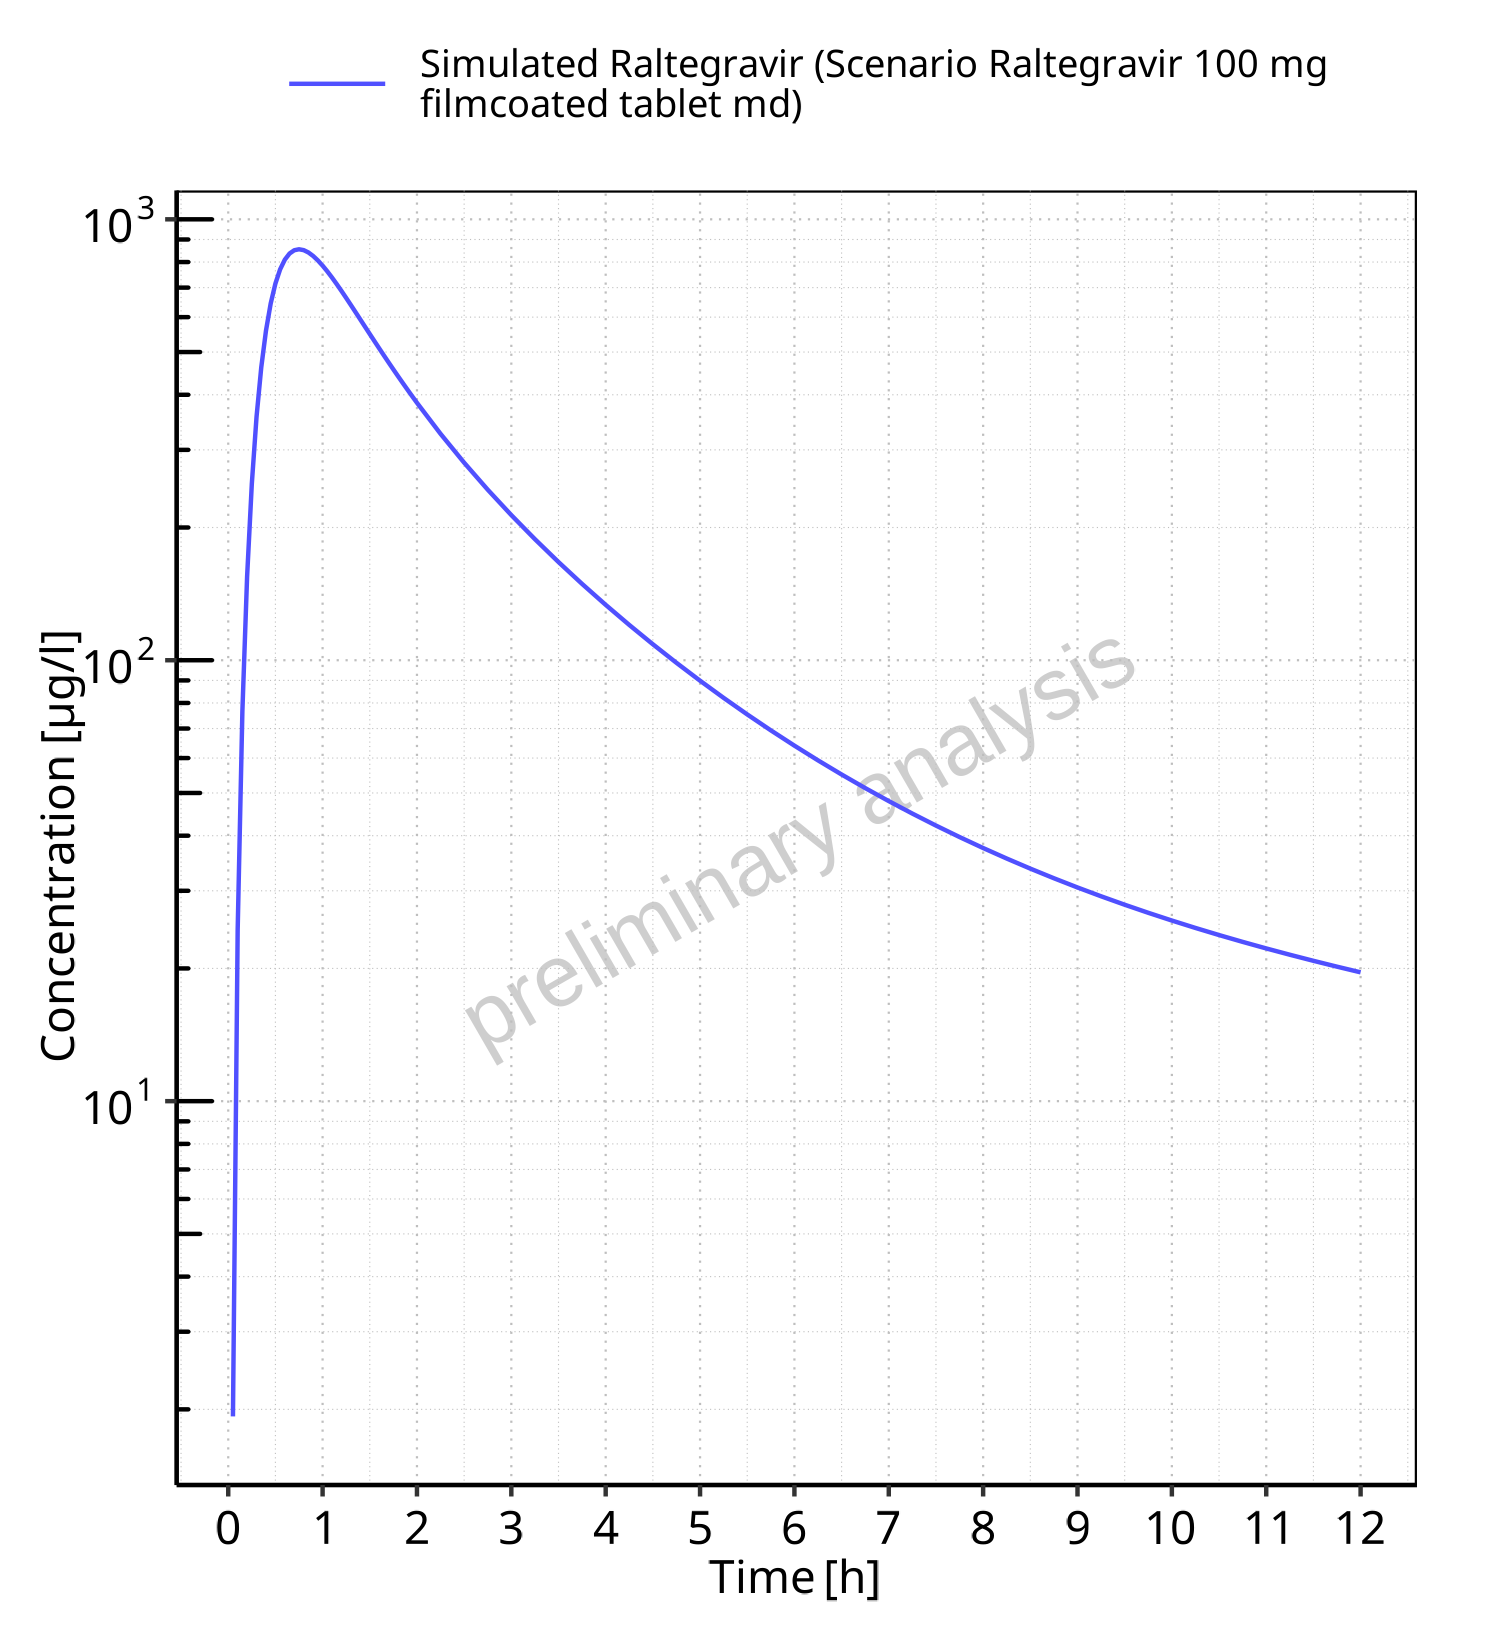 Simulated Raltegravir (Scenario Raltegravir 100 mg
filmcoated tablet md)
10³
10²
10¹
Concentration [µg/l]
preliminary analysis
0 1 2 3 4 5 6 7 8 9 10 11 12
Time [h]